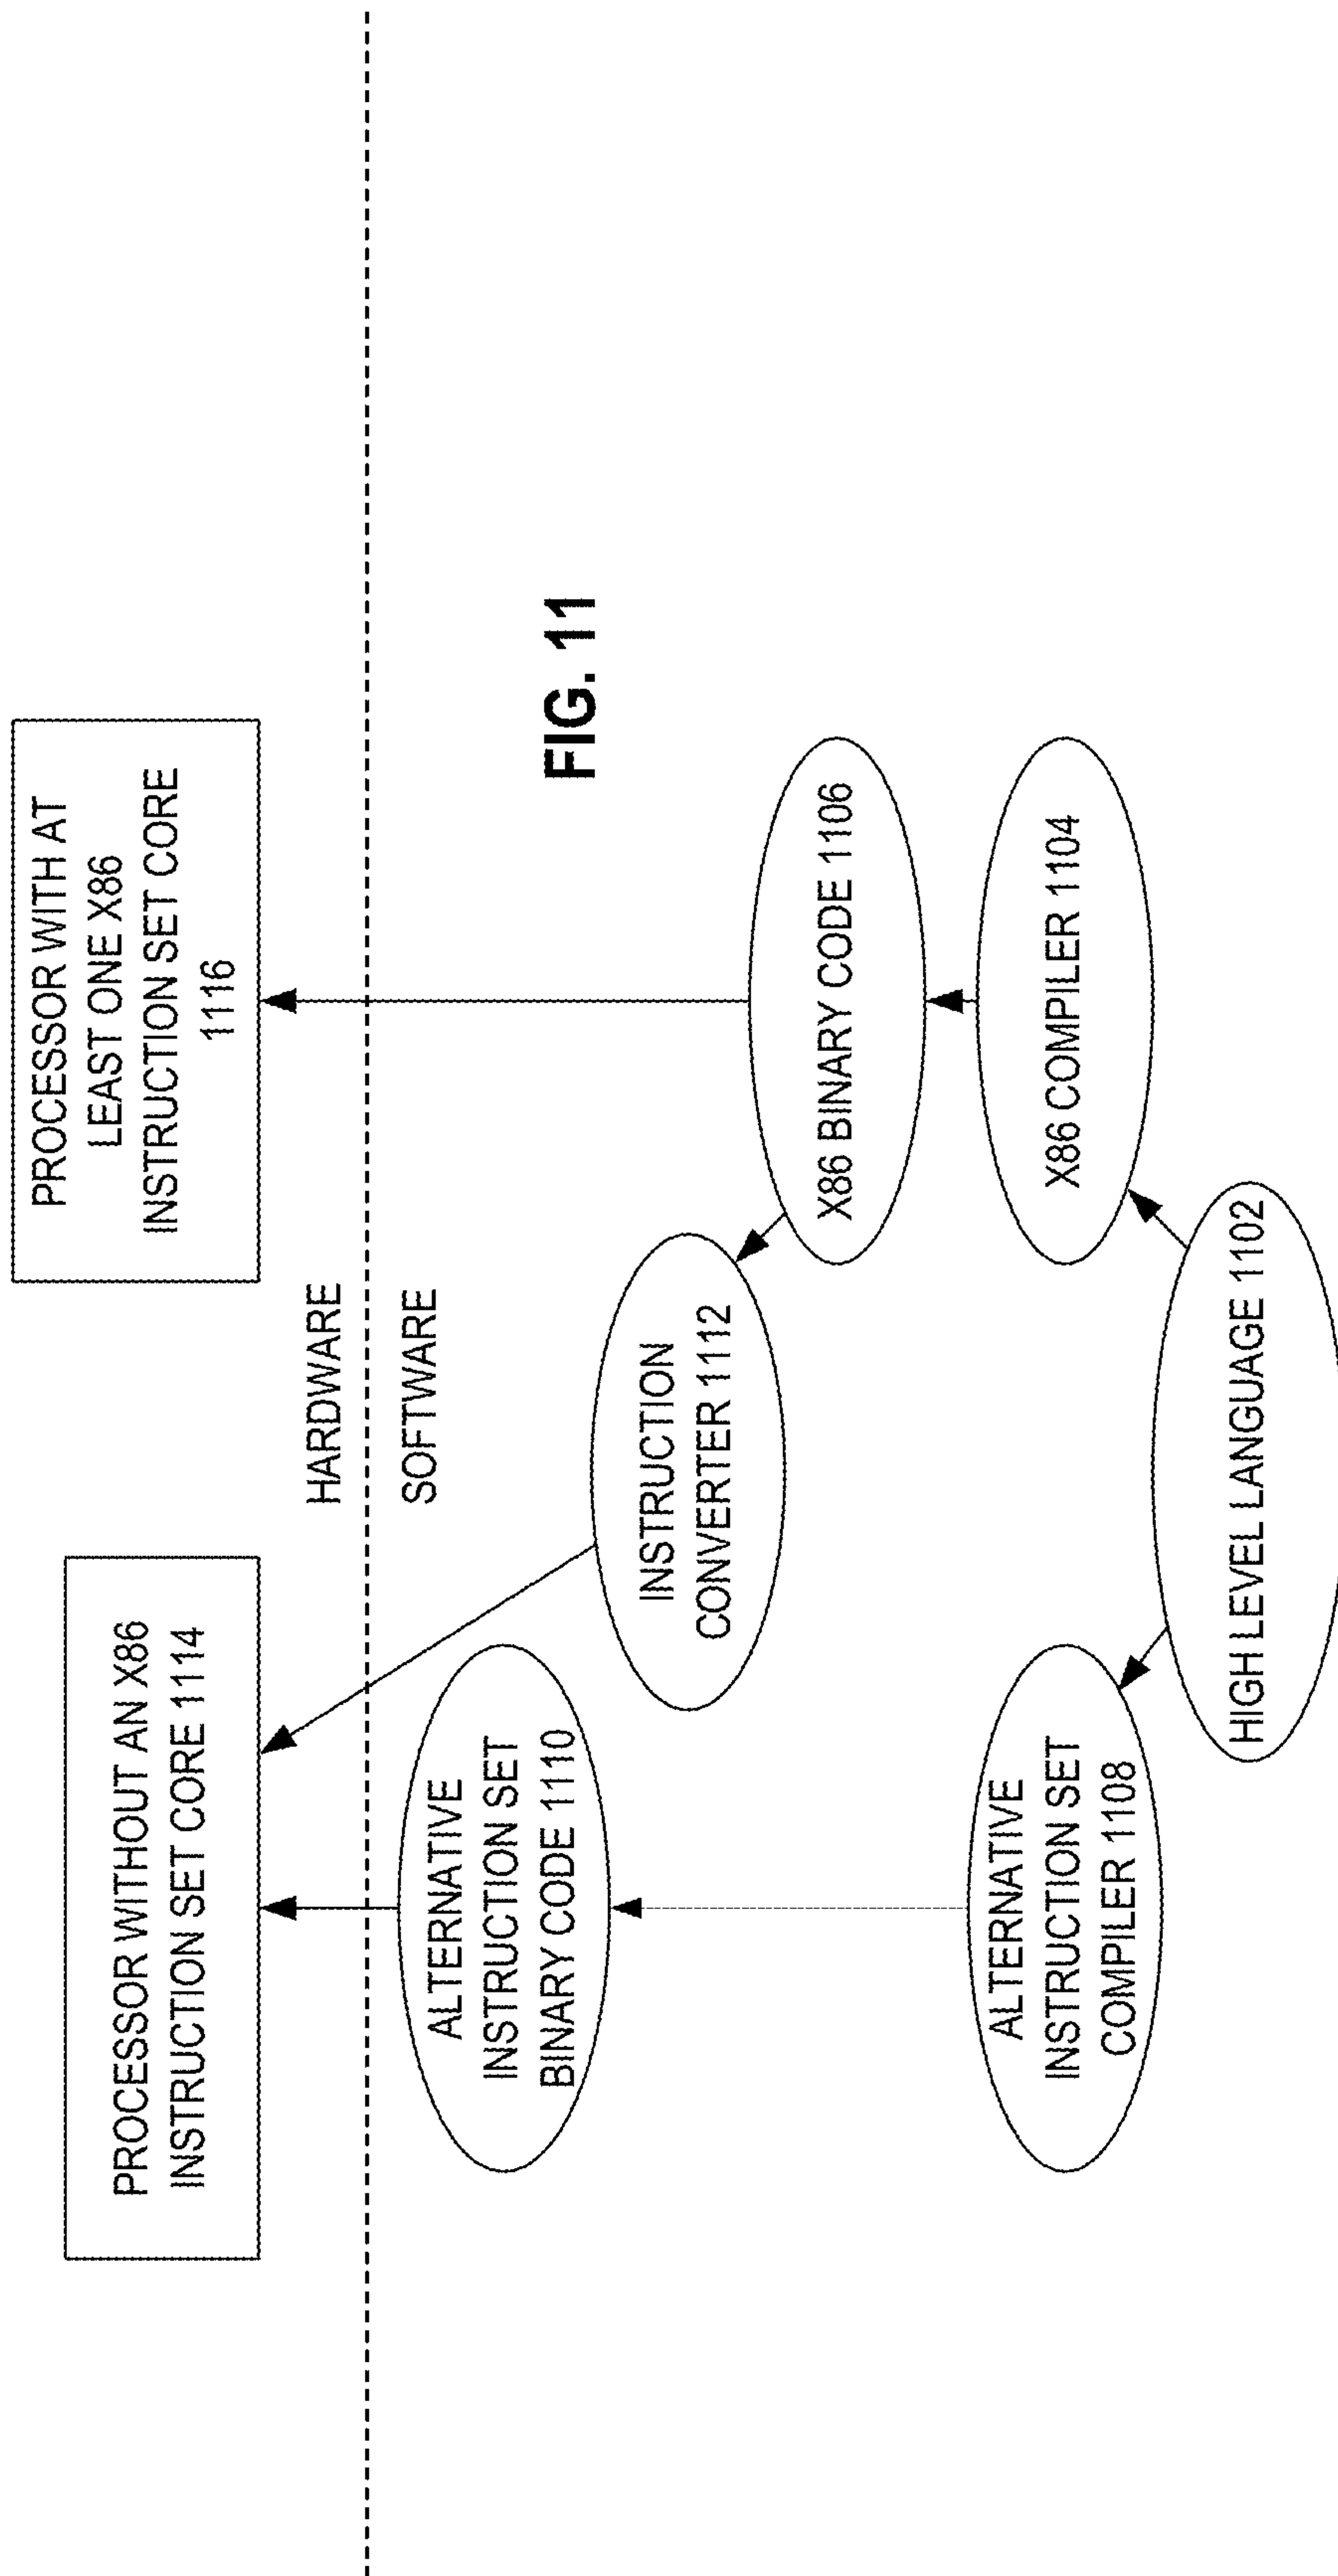 PROCESSOR WITHOUT AN X86
INSTRUCTION SET CORE 1114
PROCESSOR WITH AT
LEAST ONE X86
INSTRUCTION SET CORE
1116
HARDWARE
SOFTWARE
ALTERNATIVE
INSTRUCTION SET
BINARY CODE 1110
INSTRUCTION
CONVERTER 1112
FIG. 11
X86 BINARY CODE 1106
ALTERNATIVE
INSTRUCTION SET
COMPILER 1108
X86 COMPILER 1104
HIGH LEVEL LANGUAGE 1102